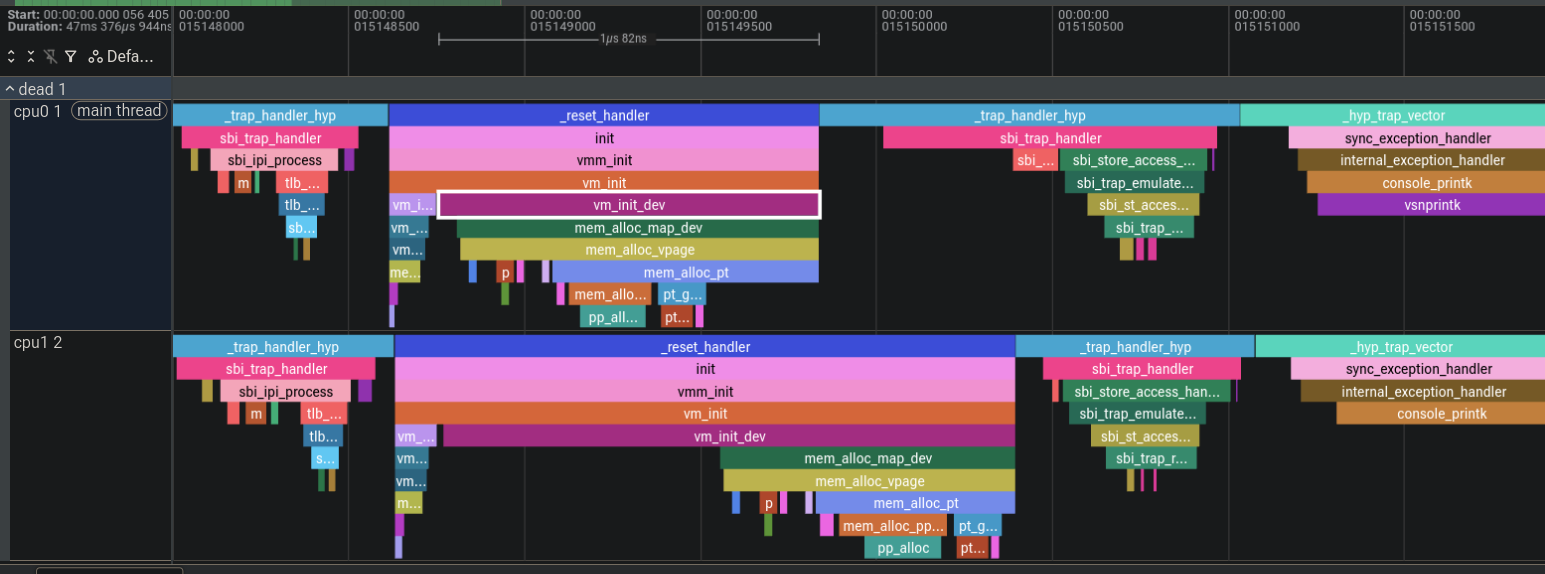 Start: 00:00:00.000 056 405
Duration: 47ms 376µs 944ns
00:00:00 00:00:00 00:00:00 00:00:00 00:00:00 00:00:00 00:00:00 00:00:00
015148000 015148500 015149000 015149500 015150000 015150500 015151000 015151500
1µs 82ns
Defa...
dead 1
cpu0 1 main thread
_trap_handler_hyp _reset_handler _trap_handler_hyp _hyp_trap_vector
sbi_trap_handler init sbi_trap_handler sync_exception_handler
sbi_ipi_process vmm_init sbi_... sbi_store_access_... internal_exception_handler
m tlb_... vm_init sbi_trap_emulate... console_printk
tlb_... vm_i... vm_init_dev sbi_st_acces... vsnprintk
sb... vm_... mem_alloc_map_dev sbi_trap_...
vm... mem_alloc_vpage
me... p mem_alloc_pt
mem_allo... pt_g...
pp_all... pt...
cpu1 2
_trap_handler_hyp _reset_handler _trap_handler_hyp _hyp_trap_vector
sbi_trap_handler init sbi_trap_handler sync_exception_handler
sbi_ipi_process vmm_init sbi_store_access_han... internal_exception_handler
m tlb_... vm_init sbi_trap_emulate... console_printk
tlb... vm_... vm_init_dev sbi_st_acces...
s... vm... mem_alloc_map_dev sbi_trap_r...
vm... mem_alloc_vpage
m... p mem_alloc_pt
mem_alloc_pp... pt_g...
pp_alloc pt...